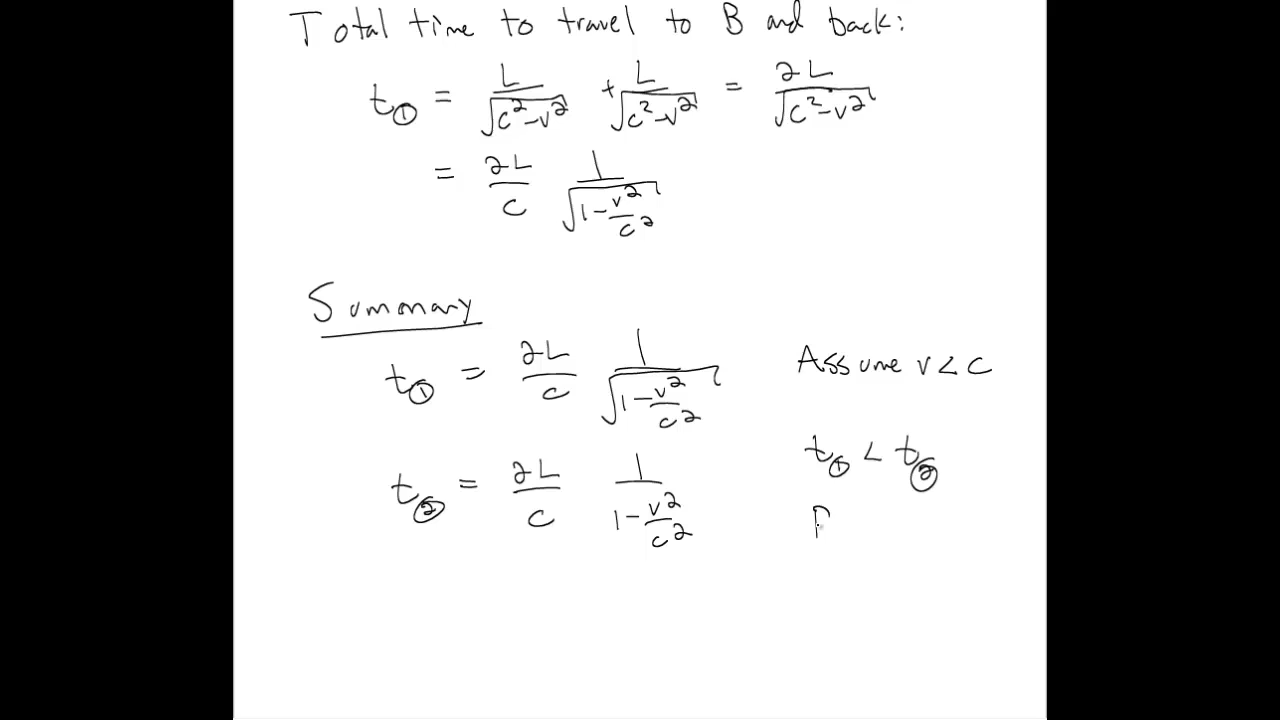 Total time to travel to B and back:
t① = L/√(c²-v²) + L/√(c²-v²) = 2L/√(c²-v²)
= 2L/c 1/√(1-v²/c²)
Summary
t① = 2L/c 1/√(1-v²/c²) Assume v<c
t① < t②
t② = 2L/c 1/(1-v²/c²)